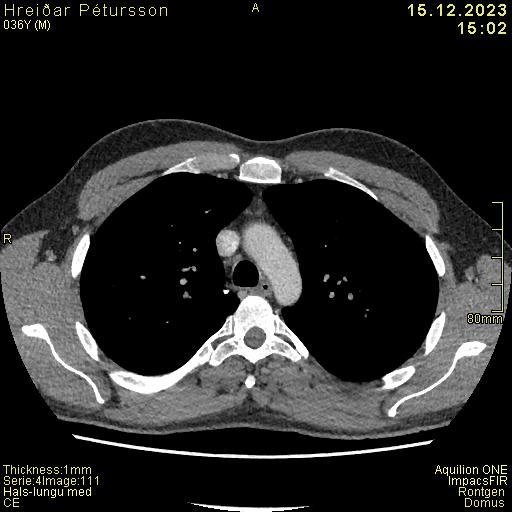 Hreiðar Pétursson
036Y (M)
A
15.12.2023
15:02
R
80mm
Thickness:1mm
Serie:4Image:111
Hals-lungu med
CE
Aquilion ONE
ImpacsFIR
Rontgen
Domus